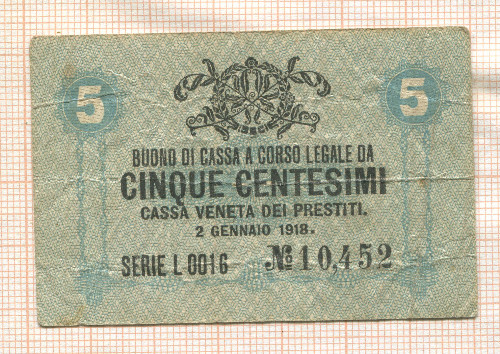 5 5
BUONO DI CASSA A CORSO LEGALE DA
CINQUE CENTESIMI
CASSA VENETA DEI PRESTITI.
2 GENNAIO 1918.
SERIE L 0016 № 10,452